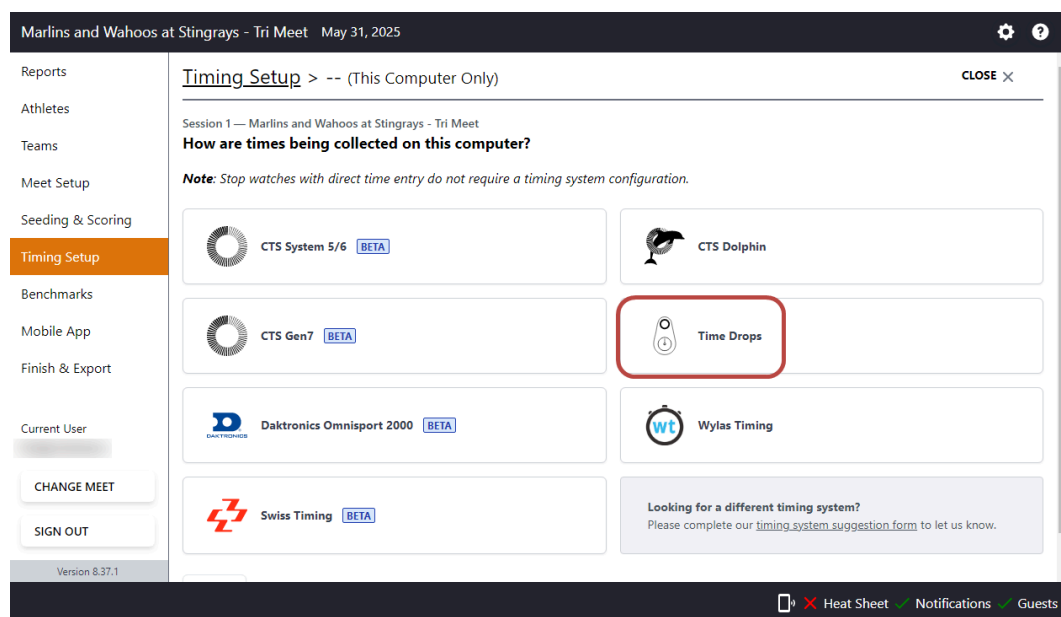 Marlins and Wahoos at Stingrays - Tri Meet May 31, 2025
Reports
Athletes
Teams
Meet Setup
Seeding & Scoring
Timing Setup
Benchmarks
Mobile App
Finish & Export
Current User
CHANGE MEET
SIGN OUT
Version 8.37.1
Timing Setup > -- (This Computer Only)
CLOSE
Session 1 — Marlins and Wahoos at Stingrays - Tri Meet
How are times being collected on this computer?
Note: Stop watches with direct time entry do not require a timing system configuration.
CTS System 5/6 BETA
CTS Dolphin
CTS Gen7 BETA
Time Drops
DAKTRONICS
Daktronics Omnisport 2000 BETA
wt
Wylas Timing
Swiss Timing BETA
Looking for a different timing system?
Please complete our timing system suggestion form to let us know.
Heat Sheet Notifications Guests